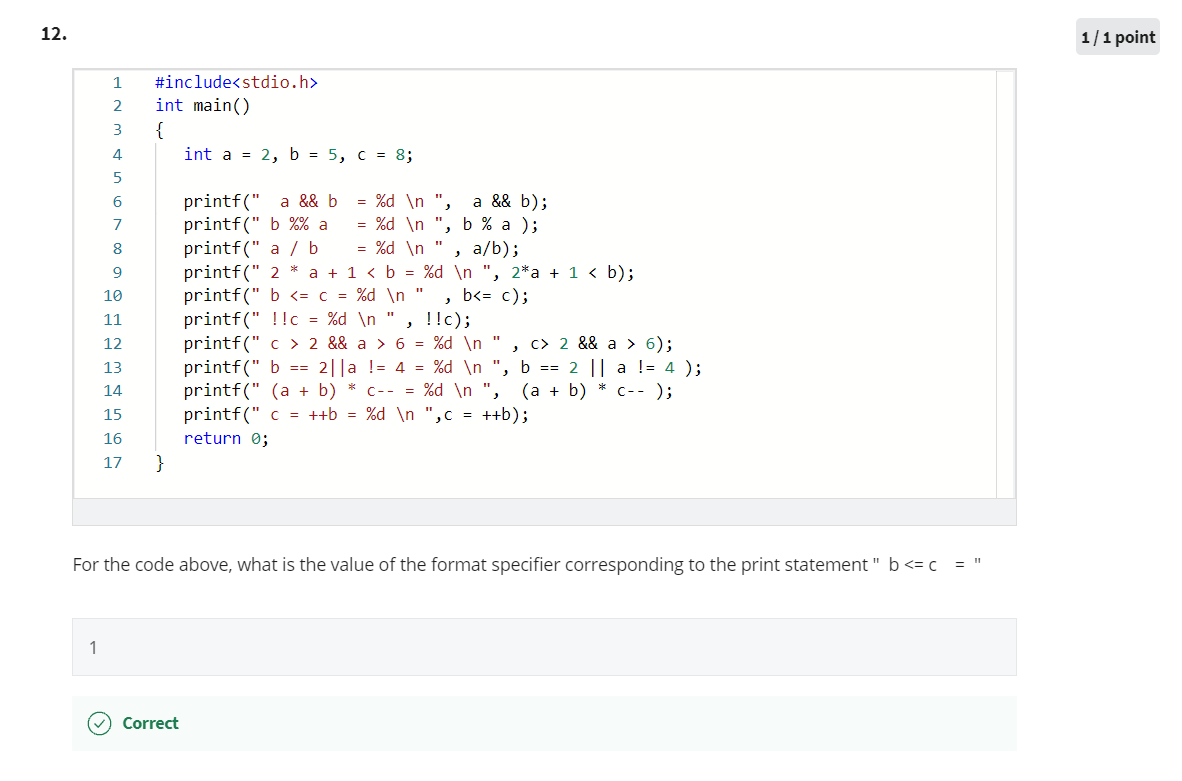 12.
1 / 1 point
1 #include<stdio.h>
2 int main()
3 {
4    int a = 2, b = 5, c = 8;
5
6    printf("  a && b  = %d \n ",  a && b);
7    printf(" b %% a   = %d \n ", b % a );
8    printf(" a / b    = %d \n " , a/b);
9    printf(" 2 * a + 1 < b = %d \n ", 2*a + 1 < b);
10    printf(" b <= c = %d \n "  , b<= c);
11    printf(" !!c = %d \n " , !!c);
12    printf(" c > 2 && a > 6 = %d \n " , c> 2 && a > 6);
13    printf(" b == 2||a != 4 = %d \n ", b == 2 || a != 4 );
14    printf(" (a + b) * c-- = %d \n ",  (a + b) * c-- );
15    printf(" c = ++b = %d \n ",c = ++b);
16    return 0;
17 }
For the code above, what is the value of the format specifier corresponding to the print statement "  b <= c   =  "
1
Correct